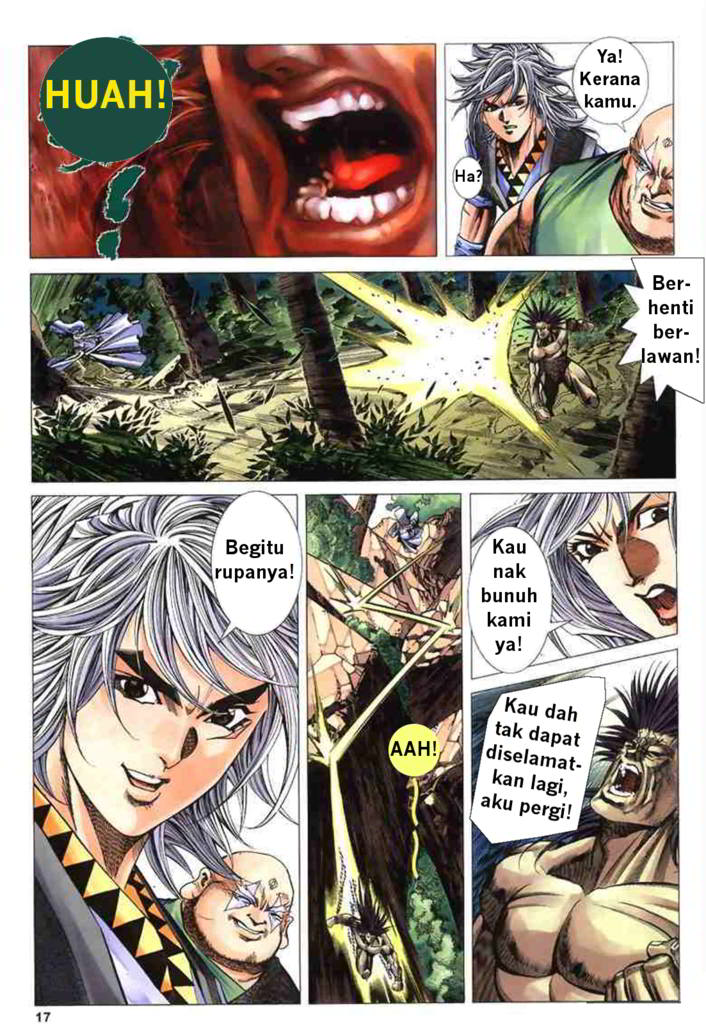 HUAH!
Ya!
Kerana
kamu.
Ha?
Ber-
henti
ber-
lawan!
Begitu
rupanya!
AAH!
Kau
nak
bunuh
kami
ya!
Kau dah
tak dapat
diselamat-
kan lagi,
aku pergi!
17